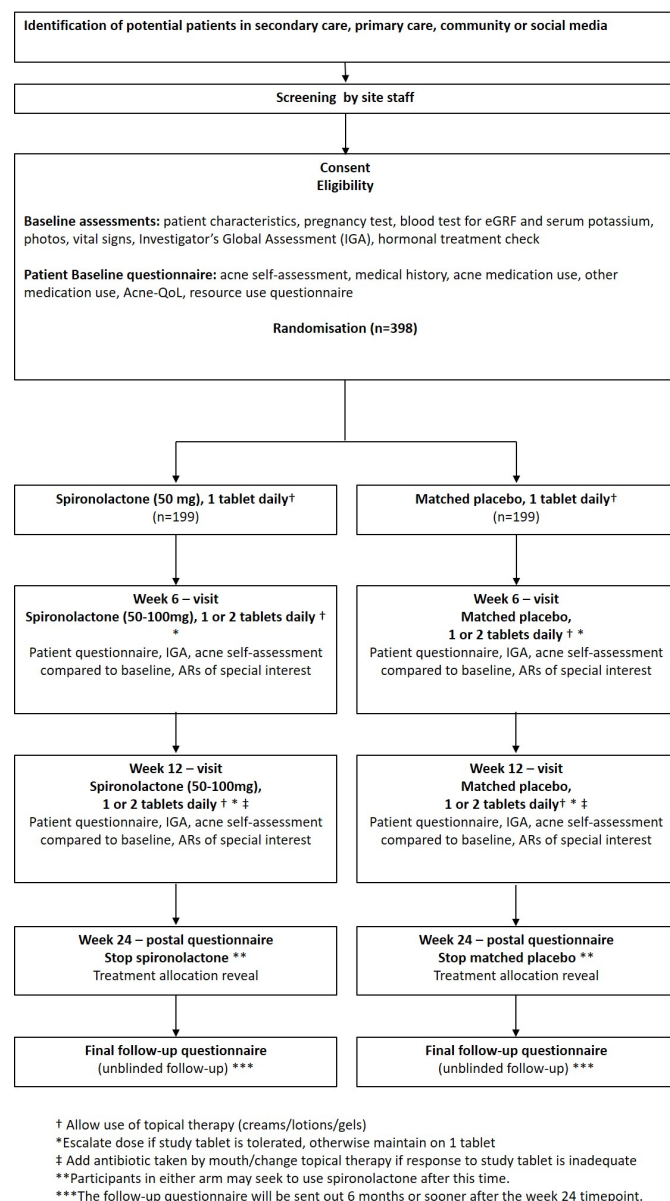 Identification of potential patients in secondary care, primary care, community or social media
Screening by site staff
Consent
Eligibility
Baseline assessments: patient characteristics, pregnancy test, blood test for eGRF and serum potassium,
photos, vital signs, Investigator's Global Assessment (IGA), hormonal treatment check
Patient Baseline questionnaire: acne self-assessment, medical history, acne medication use, other
medication use, Acne-QoL, resource use questionnaire
Randomisation (n=398)
Spironolactone (50 mg), 1 tablet daily†
(n=199)
Matched placebo, 1 tablet daily†
(n=199)
Week 6 – visit
Spironolactone (50-100mg), 1 or 2 tablets daily †
*
Patient questionnaire, IGA, acne self-assessment
compared to baseline, ARs of special interest
Week 6 – visit
Matched placebo,
1 or 2 tablets daily † *
Patient questionnaire, IGA, acne self-assessment
compared to baseline, ARs of special interest
Week 12 – visit
Spironolactone (50-100mg),
1 or 2 tablets daily † * ‡
Patient questionnaire, IGA, acne self-assessment
compared to baseline, ARs of special interest
Week 12 – visit
Matched placebo,
1 or 2 tablets daily† * ‡
Patient questionnaire, IGA, acne self-assessment
compared to baseline, ARs of special interest
Week 24 – postal questionnaire
Stop spironolactone **
Treatment allocation reveal
Week 24 – postal questionnaire
Stop matched placebo **
Treatment allocation reveal
Final follow-up questionnaire
(unblinded follow-up) ***
Final follow-up questionnaire
(unblinded follow-up) ***
† Allow use of topical therapy (creams/lotions/gels)
*Escalate dose if study tablet is tolerated, otherwise maintain on 1 tablet
‡ Add antibiotic taken by mouth/change topical therapy if response to study tablet is inadequate
**Participants in either arm may seek to use spironolactone after this time.
***The follow-up questionnaire will be sent out 6 months or sooner after the week 24 timepoint.